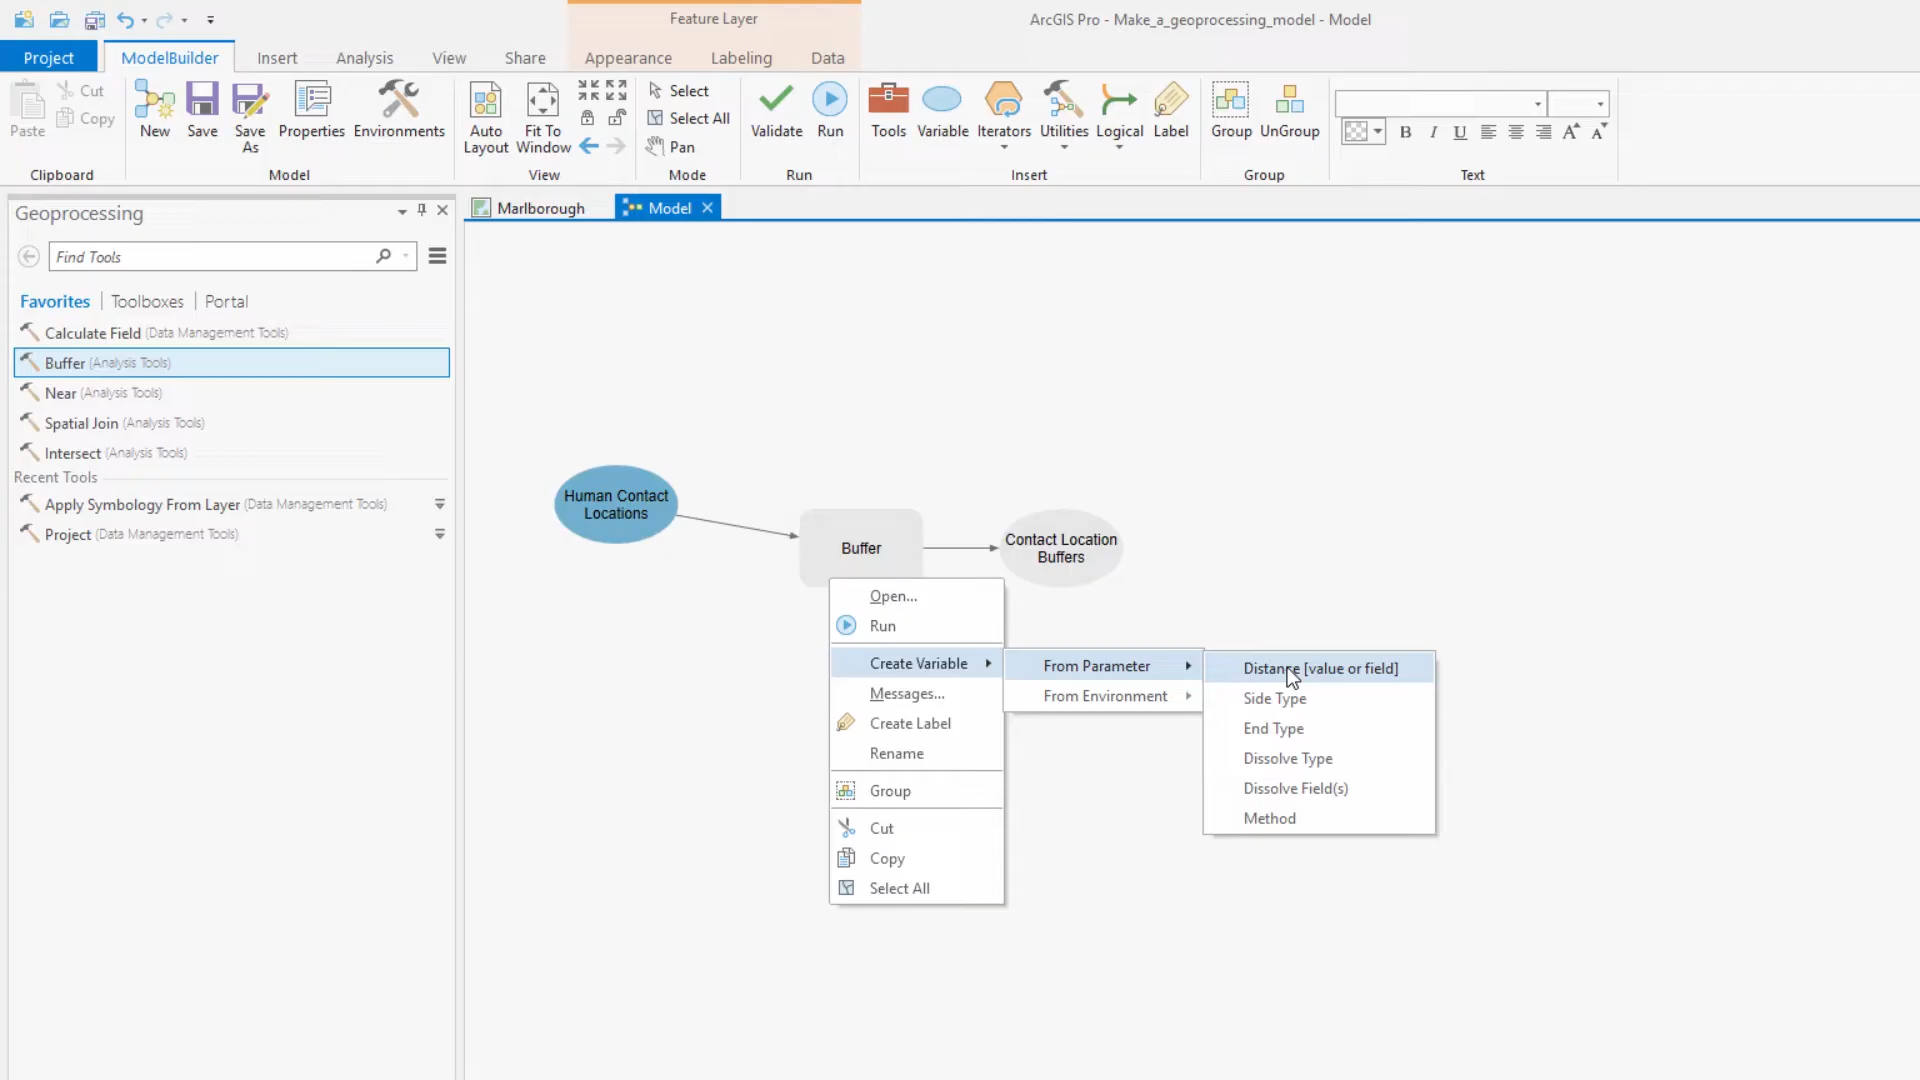 Feature Layer
ArcGIS Pro - Make_a_geoprocessing_model - Model
Project
ModelBuilder
Insert
Analysis
View
Share
Appearance
Labeling
Data
Paste
Cut
Copy
Clipboard
New
Save
Save As
Properties
Environments
Model
Auto Layout
Fit To Window
View
Select
Select All
Pan
Mode
Validate
Run
Run
Tools
Variable
Iterators
Utilities
Logical
Label
Insert
Group
UnGroup
Group
B I U A A
Text
Geoprocessing
Find Tools
Favorites | Toolboxes | Portal
Calculate Field (Data Management Tools)
Buffer (Analysis Tools)
Near (Analysis Tools)
Spatial Join (Analysis Tools)
Intersect (Analysis Tools)
Recent Tools
Apply Symbology From Layer (Data Management Tools)
Project (Data Management Tools)
Marlborough
Model
Human Contact
Locations
Buffer
Contact Location
Buffers
Open...
Run
Create Variable
Messages...
Create Label
Rename
Group
Cut
Copy
Select All
From Parameter
From Environment
Distance [value or field]
Side Type
End Type
Dissolve Type
Dissolve Field(s)
Method